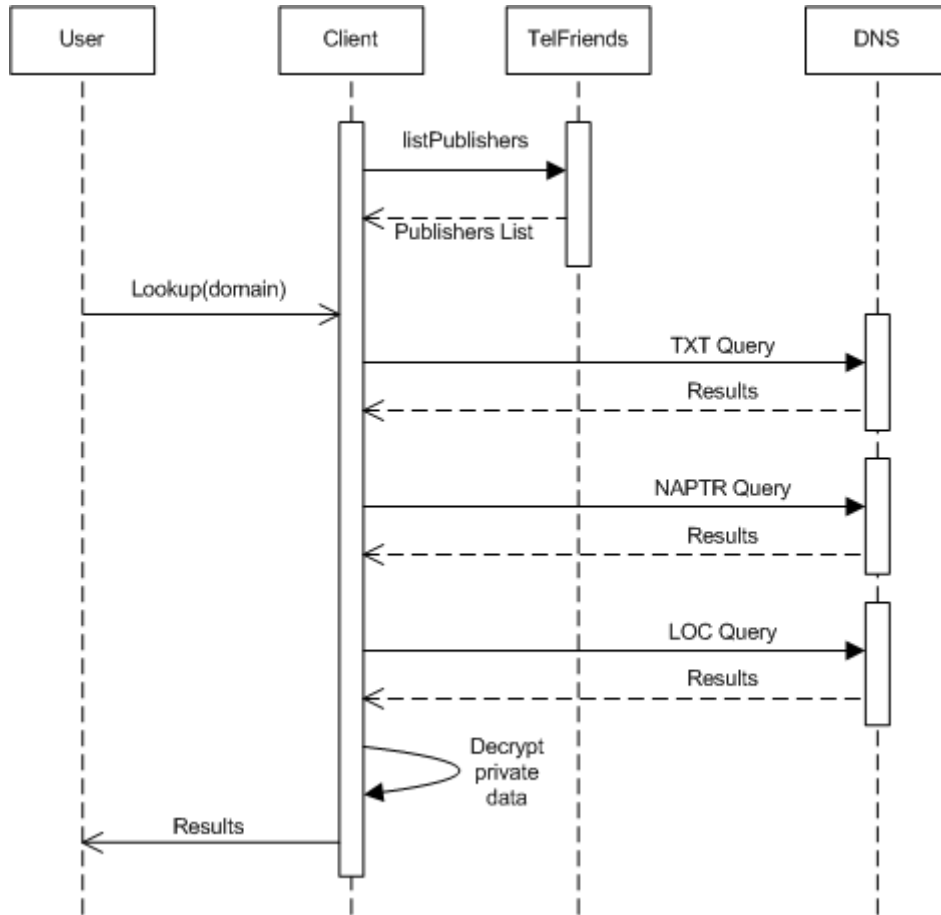 User
Client
TelFriends
DNS
listPublishers
Publishers List
Lookup(domain)
TXT Query
Results
NAPTR Query
Results
LOC Query
Results
Decrypt
private
data
Results